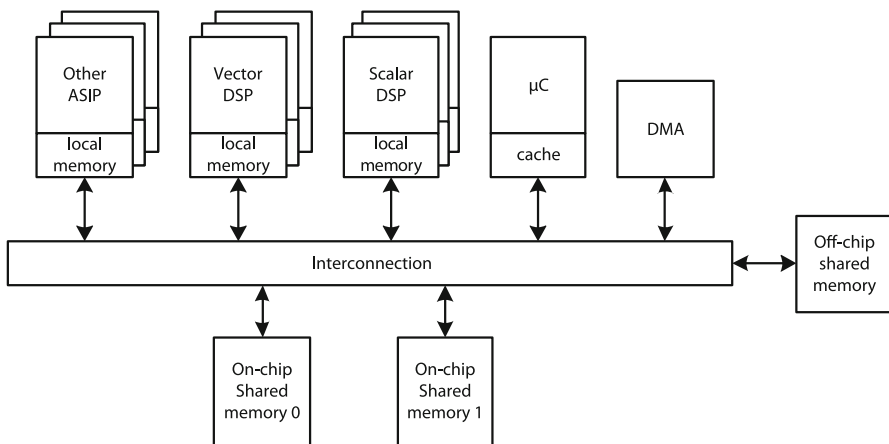 Other
ASIP
local
memory
Vector
DSP
local
memory
Scalar
DSP
local
memory
µC
cache
DMA
Interconnection
Off-chip
shared
memory
On-chip
Shared
memory 0
On-chip
Shared
memory 1